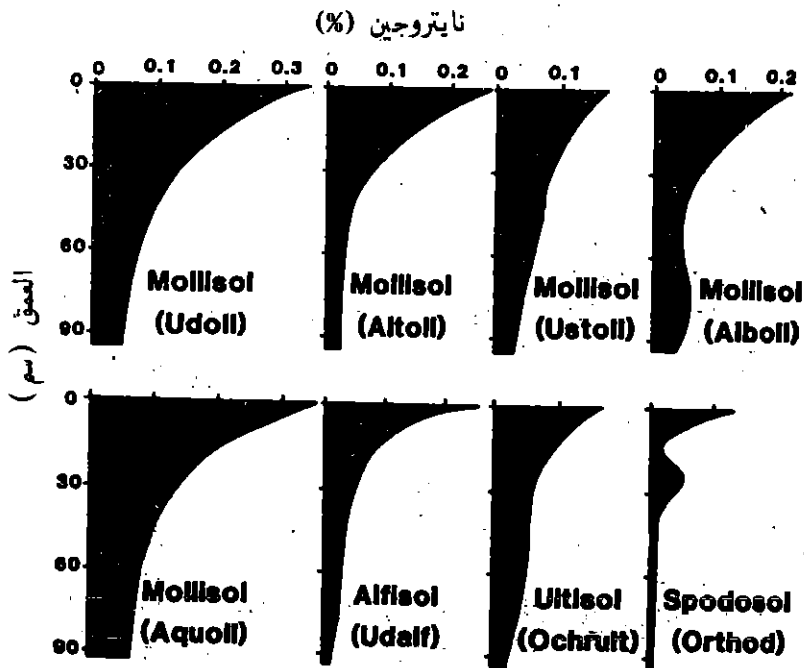 نايتروجين (%)
0 0.1 0.2 0.3 0 0.1 0.2 0 0.1 0 0.1 0.2
0
30
60
90
العمق (سم)
Mollisol Mollisol Mollisol Mollisol
(Udoll) (Altoll) (Ustoll) (Alboll)
0
30
60
90
Mollisol Alfisol Ultisol Spodosol
(Aquoll) (Udalf) (Ochrult) (Orthod)